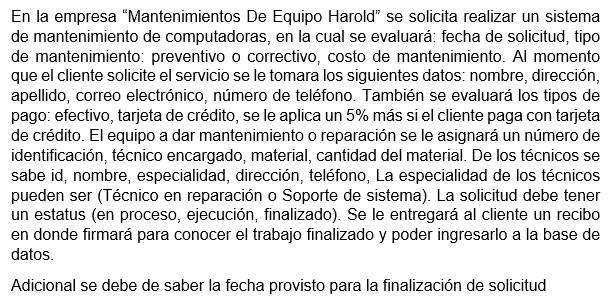 En la empresa “Mantenimientos De Equipo Harold” se solicita realizar un sistema
de mantenimiento de computadoras, en la cual se evaluará: fecha de solicitud, tipo
de mantenimiento: preventivo o correctivo, costo de mantenimiento. Al momento
que el cliente solicite el servicio se le tomara los siguientes datos: nombre, dirección,
apellido, correo electrónico, número de teléfono. También se evaluará los tipos de
pago: efectivo, tarjeta de crédito, se le aplica un 5% más si el cliente paga con tarjeta
de crédito. El equipo a dar mantenimiento o reparación se le asignará un número de
identificación, técnico encargado, material, cantidad del material. De los técnicos se
sabe id, nombre, especialidad, dirección, teléfono, La especialidad de los técnicos
pueden ser (Técnico en reparación o Soporte de sistema). La solicitud debe tener
un estatus (en proceso, ejecución, finalizado). Se le entregará al cliente un recibo
en donde firmará para conocer el trabajo finalizado y poder ingresarlo a la base de
datos.
Adicional se debe de saber la fecha provisto para la finalización de solicitud